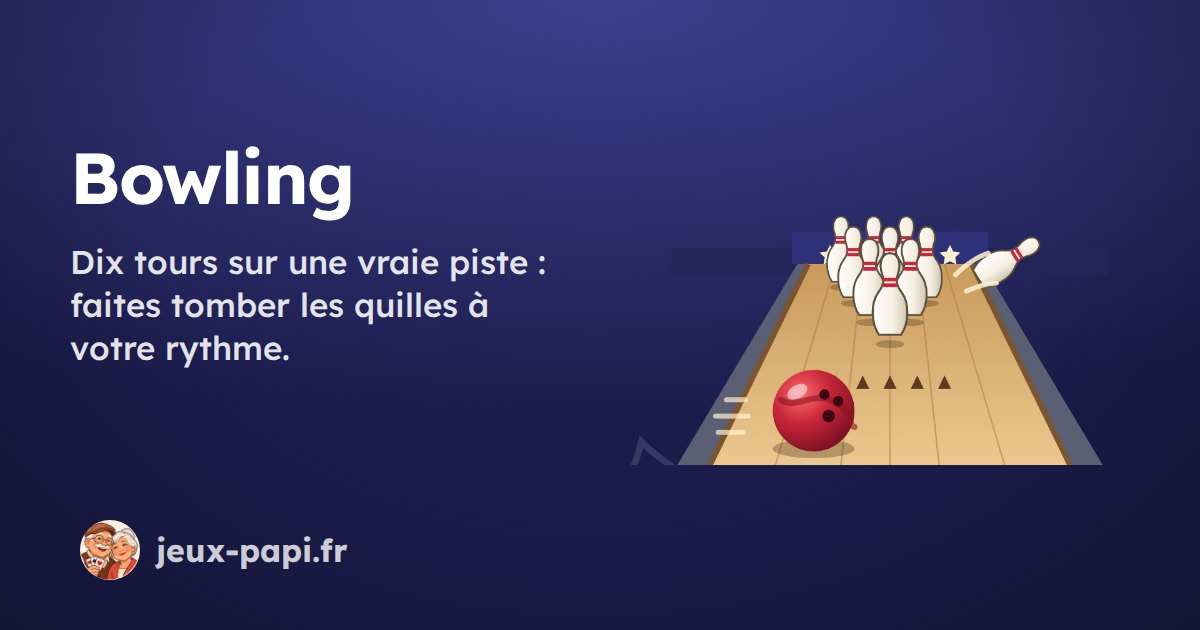 Bowling
Dix tours sur une vraie piste :
faites tomber les quilles à
votre rythme.
jeux-papi.fr